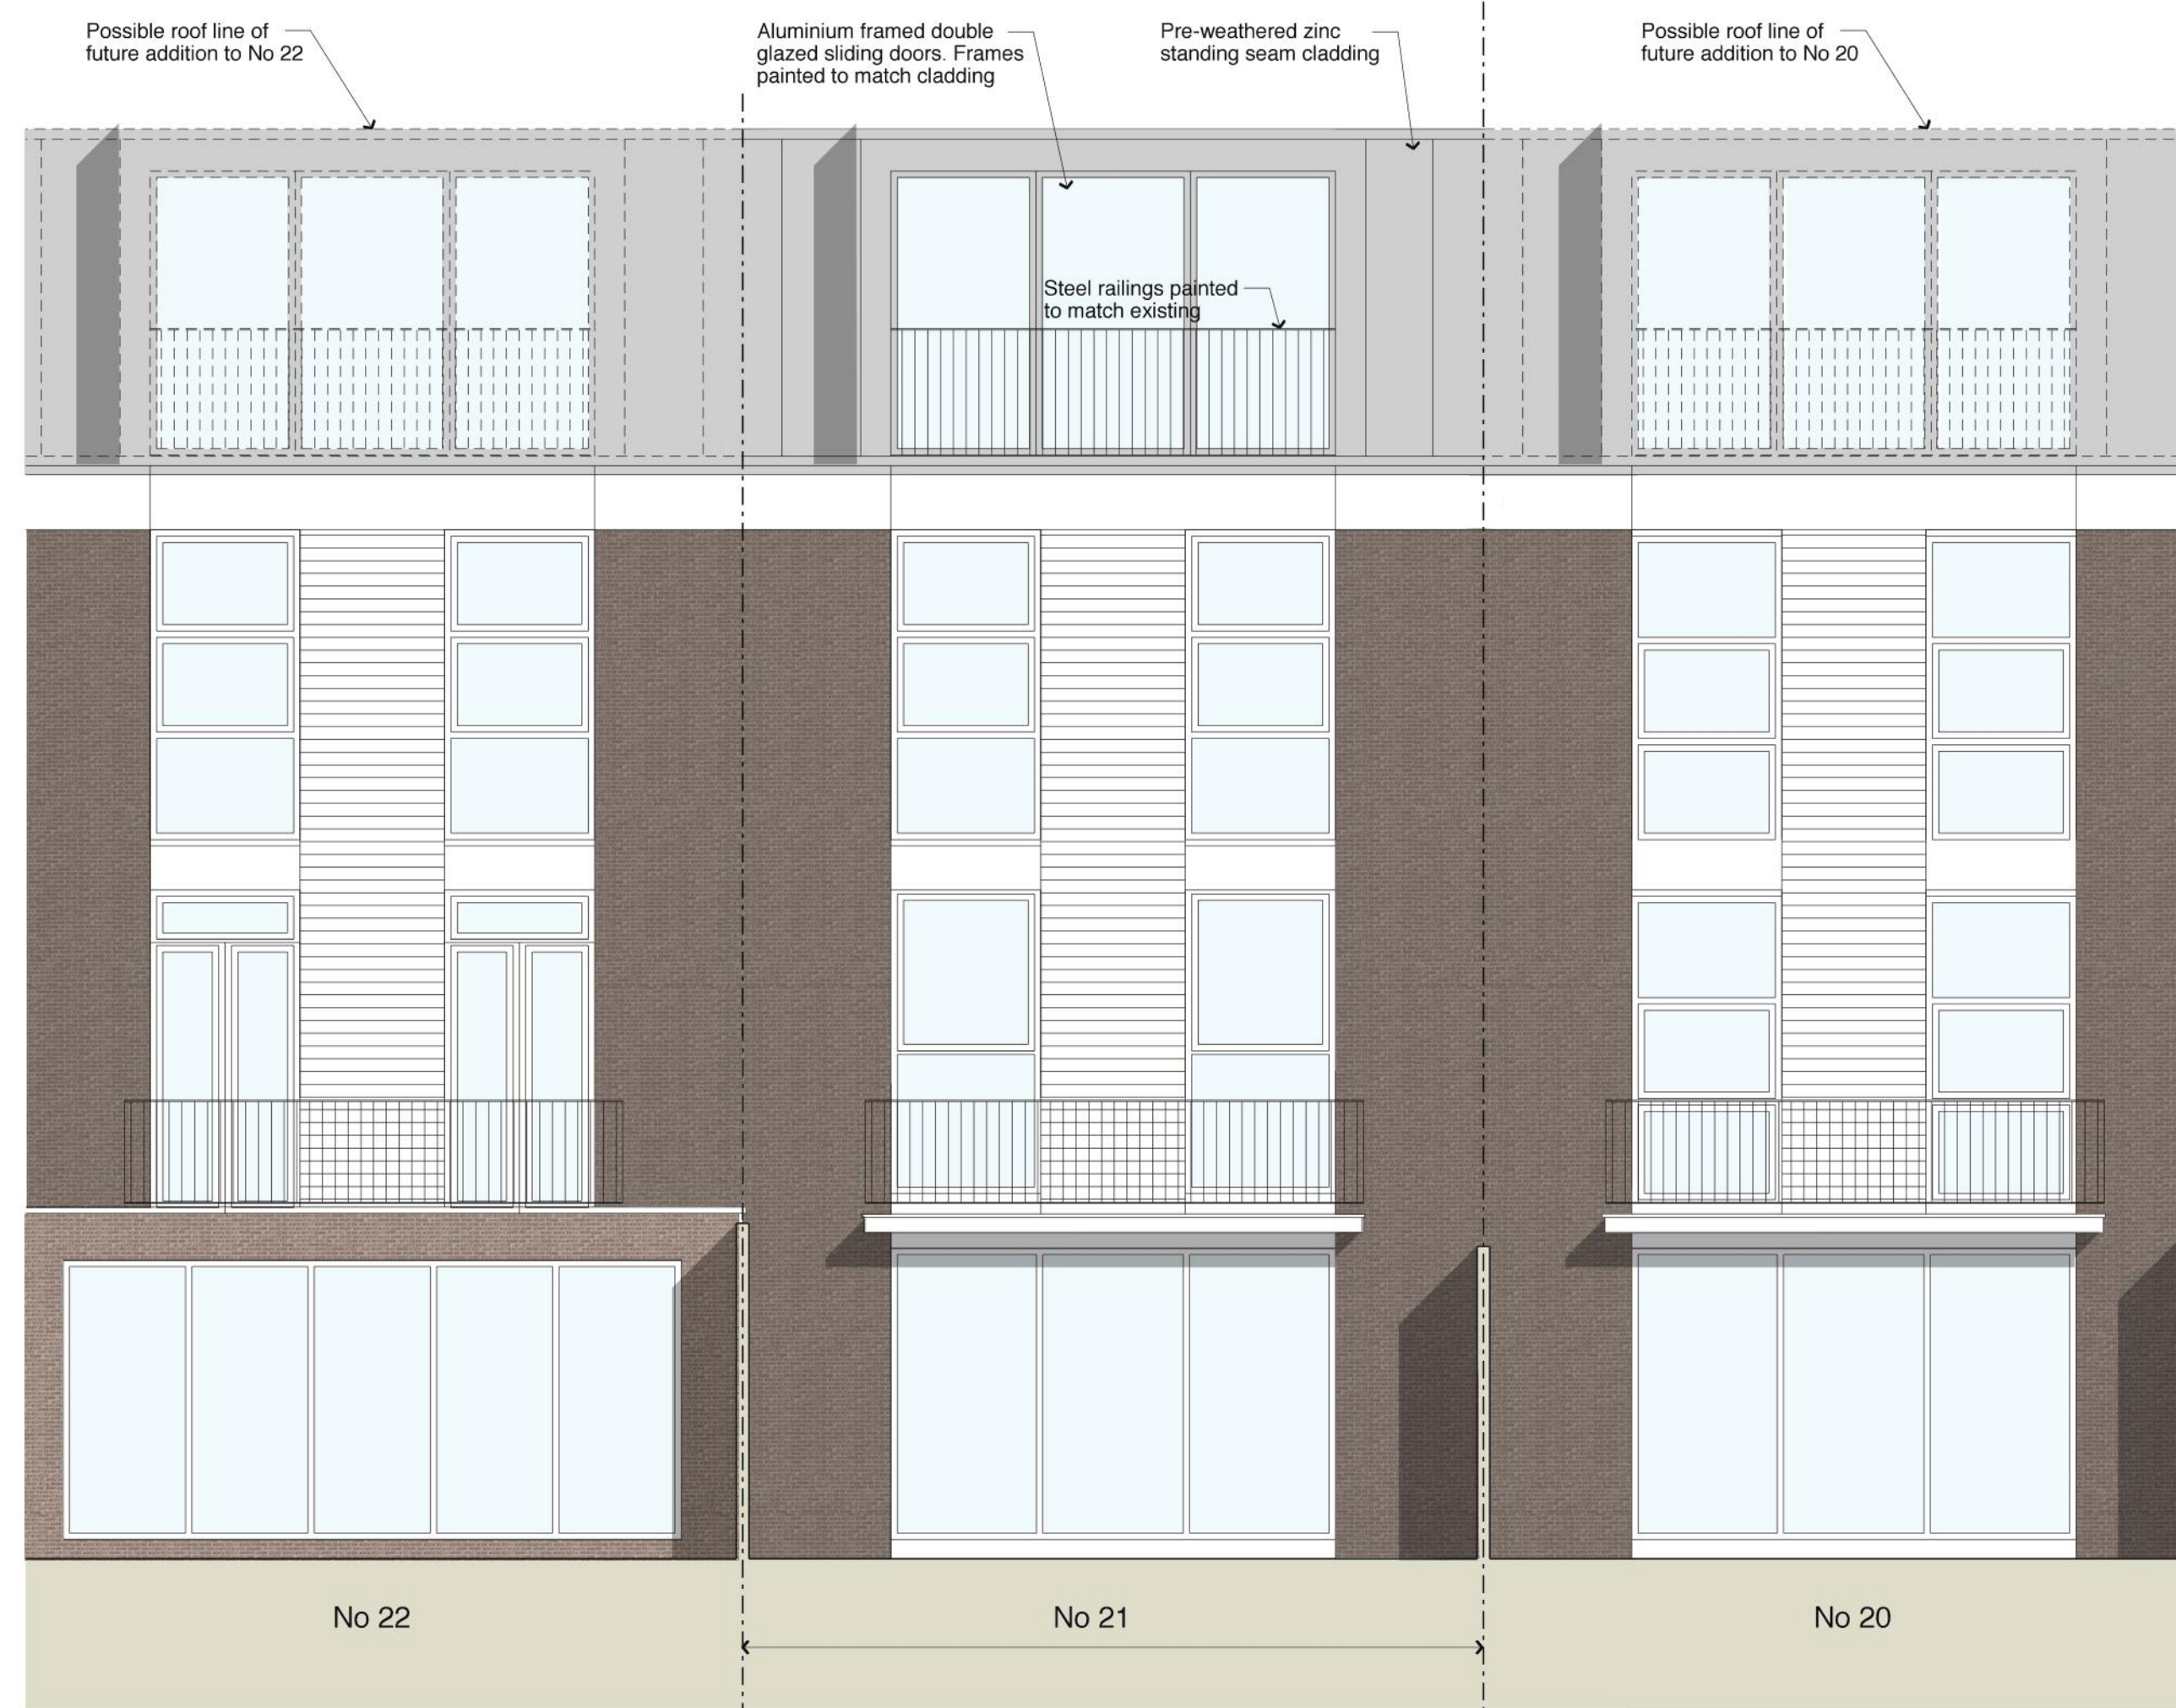 Possible roof line of
future addition to No 22
Aluminium framed double
glazed sliding doors. Frames
painted to match cladding
Pre-weathered zinc
standing seam cladding
Possible roof line of
future addition to No 20
Steel railings painted
to match existing
No 22
No 21
No 20